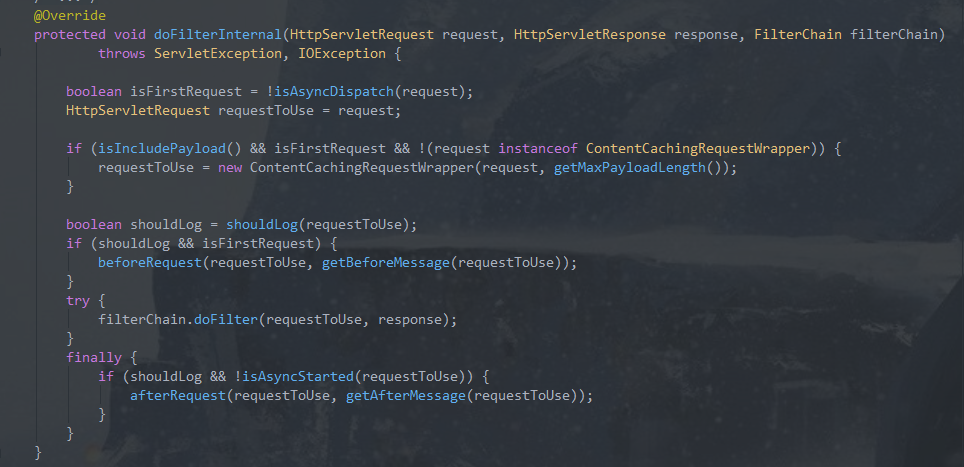 @Override
protected void doFilterInternal(HttpServletRequest request, HttpServletResponse response, FilterChain filterChain)
throws ServletException, IOException {
boolean isFirstRequest = !isAsyncDispatch(request);
HttpServletRequest requestToUse = request;
if (isIncludePayload() && isFirstRequest && !(request instanceof ContentCachingRequestWrapper)) {
requestToUse = new ContentCachingRequestWrapper(request, getMaxPayloadLength());
}
boolean shouldLog = shouldLog(requestToUse);
if (shouldLog && isFirstRequest) {
beforeRequest(requestToUse, getBeforeMessage(requestToUse));
}
try {
filterChain.doFilter(requestToUse, response);
}
finally {
if (shouldLog && !isAsyncStarted(requestToUse)) {
afterRequest(requestToUse, getAfterMessage(requestToUse));
}
}
}